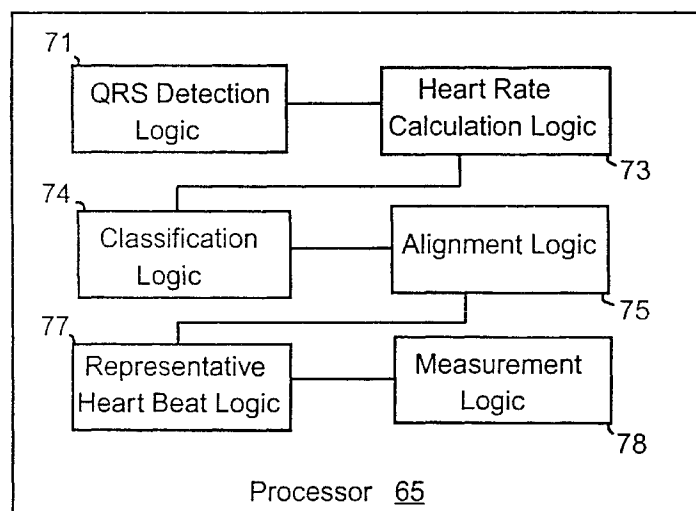 71
QRS Detection
Logic
Heart Rate
Calculation Logic
73
74
Classification
Logic
Alignment Logic
75
77
Representative
Heart Beat Logic
Measurement
Logic
78
Processor 65